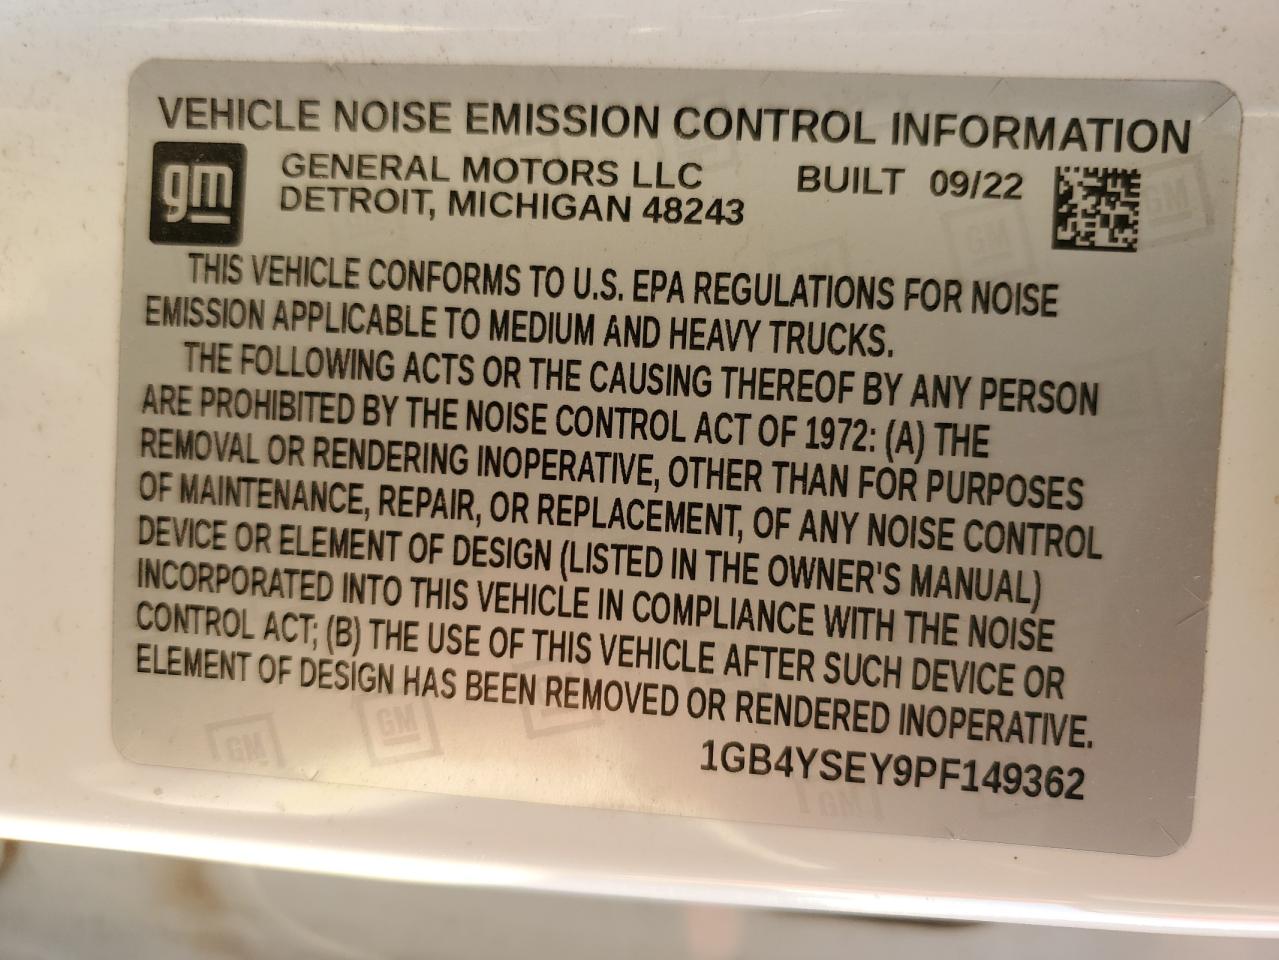 VEHICLE NOISE EMISSION CONTROL INFORMATION
gm
GENERAL MOTORS LLC
DETROIT, MICHIGAN 48243
BUILT 09/22
THIS VEHICLE CONFORMS TO U.S. EPA REGULATIONS FOR NOISE
EMISSION APPLICABLE TO MEDIUM AND HEAVY TRUCKS.
THE FOLLOWING ACTS OR THE CAUSING THEREOF BY ANY PERSON
ARE PROHIBITED BY THE NOISE CONTROL ACT OF 1972: (A) THE
REMOVAL OR RENDERING INOPERATIVE, OTHER THAN FOR PURPOSES
OF MAINTENANCE, REPAIR, OR REPLACEMENT, OF ANY NOISE CONTROL
DEVICE OR ELEMENT OF DESIGN (LISTED IN THE OWNER'S MANUAL)
INCORPORATED INTO THIS VEHICLE IN COMPLIANCE WITH THE NOISE
CONTROL ACT; (B) THE USE OF THIS VEHICLE AFTER SUCH DEVICE OR
ELEMENT OF DESIGN HAS BEEN REMOVED OR RENDERED INOPERATIVE.
1GB4YSEY9PF149362
GM
GM
GM
GM
GM